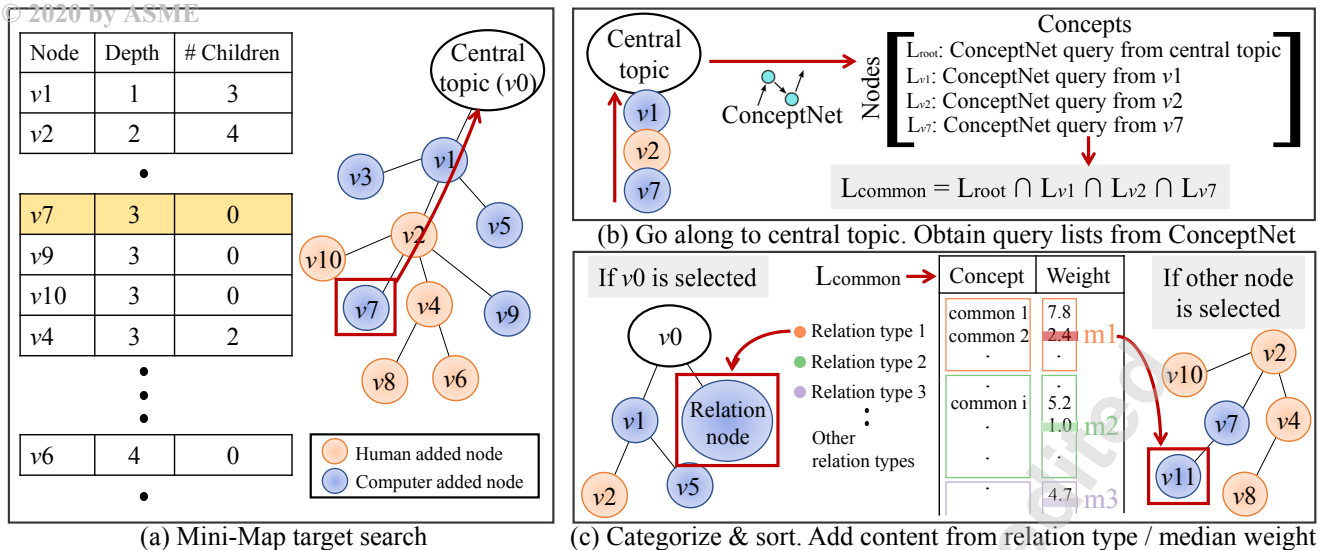 © 2020 by ASME
Node Depth # Children
v1 1 3
v2 2 4
v7 3 0
v9 3 0
v10 3 0
v4 3 2
v6 4 0
Central
topic (v0)
v1
v3
v5
v2
v10
v7
v4
v9
v8
v6
Human added node
Computer added node
(a) Mini-Map target search
Central
topic
v1
v2
v7
ConceptNet
Nodes
Concepts
Lroot: ConceptNet query from central topic
Lv1: ConceptNet query from v1
Lv2: ConceptNet query from v2
Lv7: ConceptNet query from v7
Lcommon = Lroot ∩ Lv1 ∩ Lv2 ∩ Lv7
(b) Go along to central topic. Obtain query lists from ConceptNet
If v0 is selected
v0
v1
Relation
node
v2
v5
Lcommon
Relation type 1
Relation type 2
Relation type 3
Other
relation types
Concept Weight
common 1 7.8
common 2 2.4 m1
common i 5.2
1.0 m2
4.7 m3
If other node
is selected
v2
v10
v7
v4
v11
v8
edited
(c) Categorize & sort. Add content from relation type / median weight